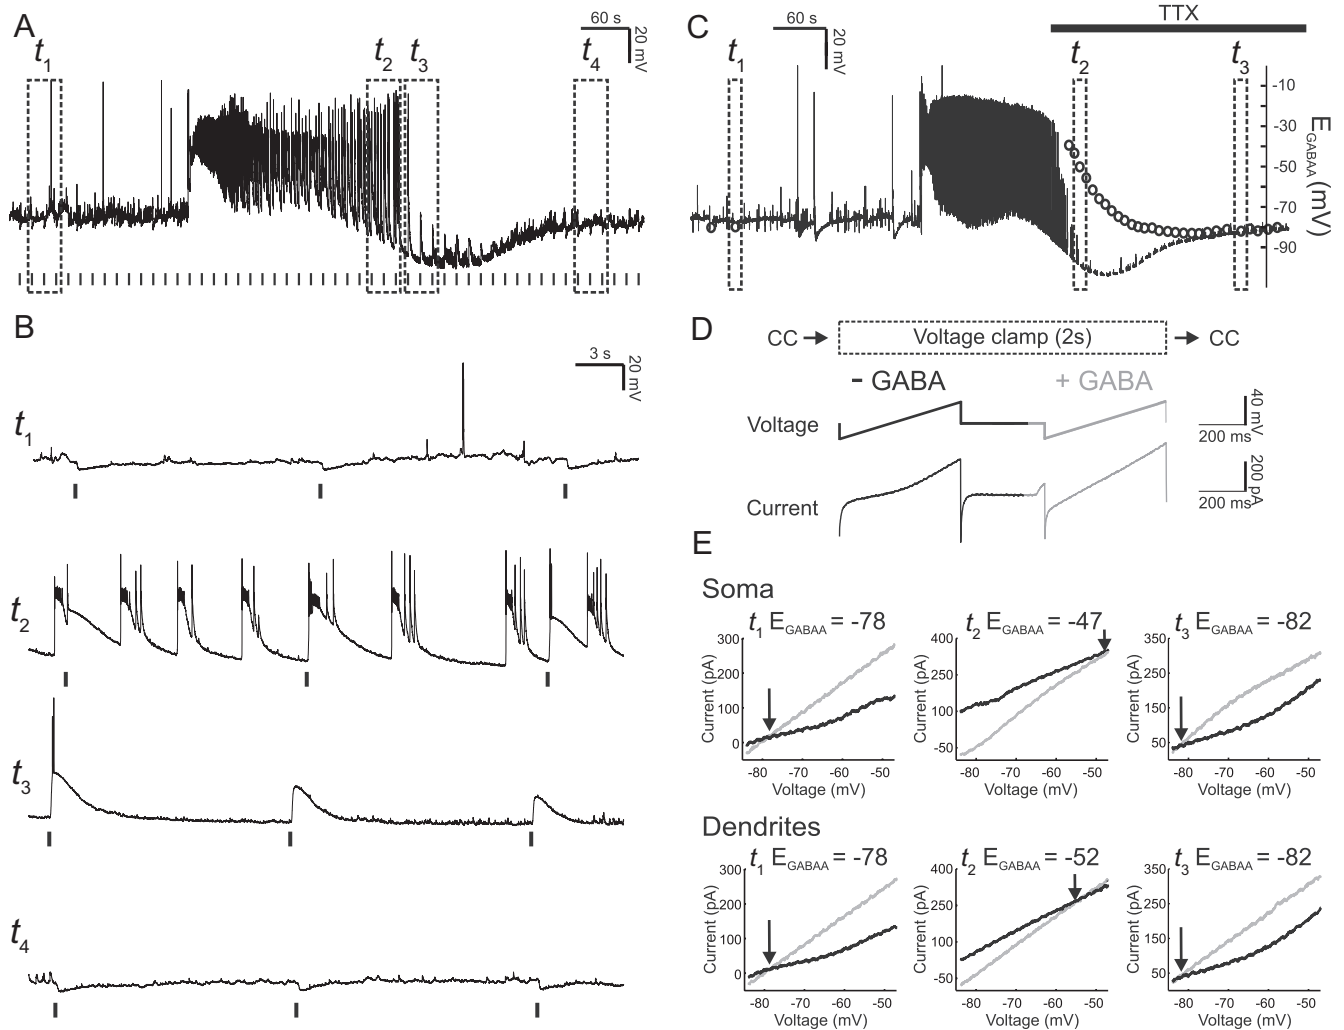 A
60 s
20 mV
t1
t2
t3
t4
B
3 s
20 mV
t1
t2
t3
t4
C
60 s
20 mV
TTX
t1
t2
t3
-10
-30
-50
-70
-90
EGABAA (mV)
D
CC
Voltage clamp (2s)
CC
- GABA
+ GABA
Voltage
40 mV
200 ms
Current
200 pA
200 ms
E
Soma
t1 EGABAA = -78
300
200
100
0
Current (pA)
-80 -70 -60 -50
Voltage (mV)
t2 EGABAA = -47
400
250
100
-50
Current (pA)
-80 -70 -60 -50
Voltage (mV)
t3 EGABAA = -82
350
250
150
50
Current (pA)
-80 -70 -60 -50
Voltage (mV)
Dendrites
t1 EGABAA = -78
300
200
100
0
Current (pA)
-80 -70 -60 -50
Voltage (mV)
t2 EGABAA = -52
400
250
100
-50
Current (pA)
-80 -70 -60 -50
Voltage (mV)
t3 EGABAA = -82
350
250
150
50
Current (pA)
-80 -70 -60 -50
Voltage (mV)